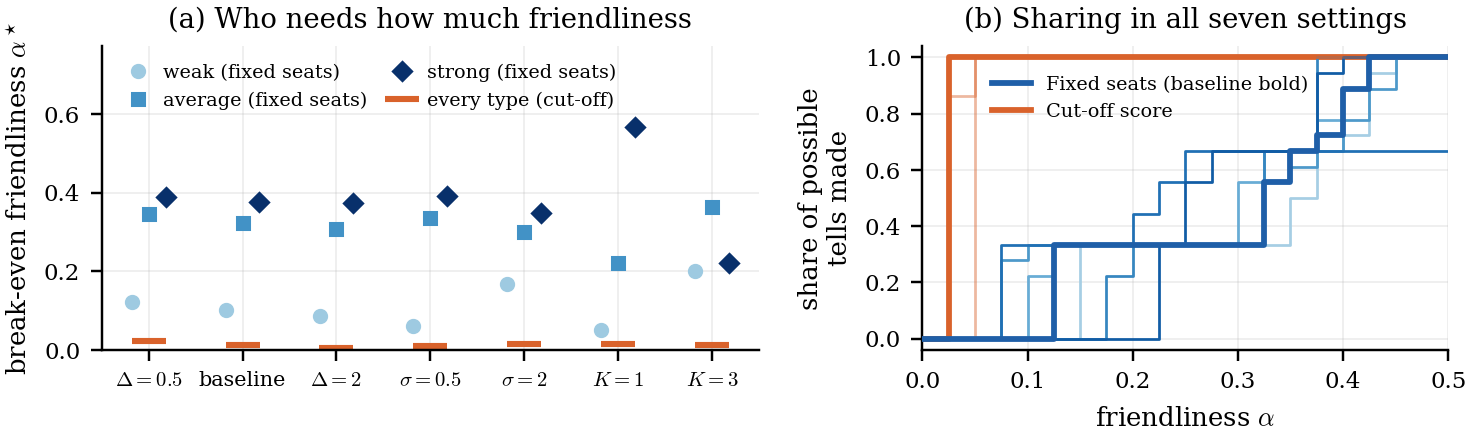 (a) Who needs how much friendliness
break-even friendliness α⋆
weak (fixed seats)
average (fixed seats)
strong (fixed seats)
every type (cut-off)
0.6
0.4
0.2
0.0
Δ = 0.5
baseline
Δ = 2
σ = 0.5
σ = 2
K = 1
K = 3
(b) Sharing in all seven settings
share of possible
tells made
Fixed seats (baseline bold)
Cut-off score
1.0
0.8
0.6
0.4
0.2
0.0
0.0
0.1
0.2
0.3
0.4
0.5
friendliness α